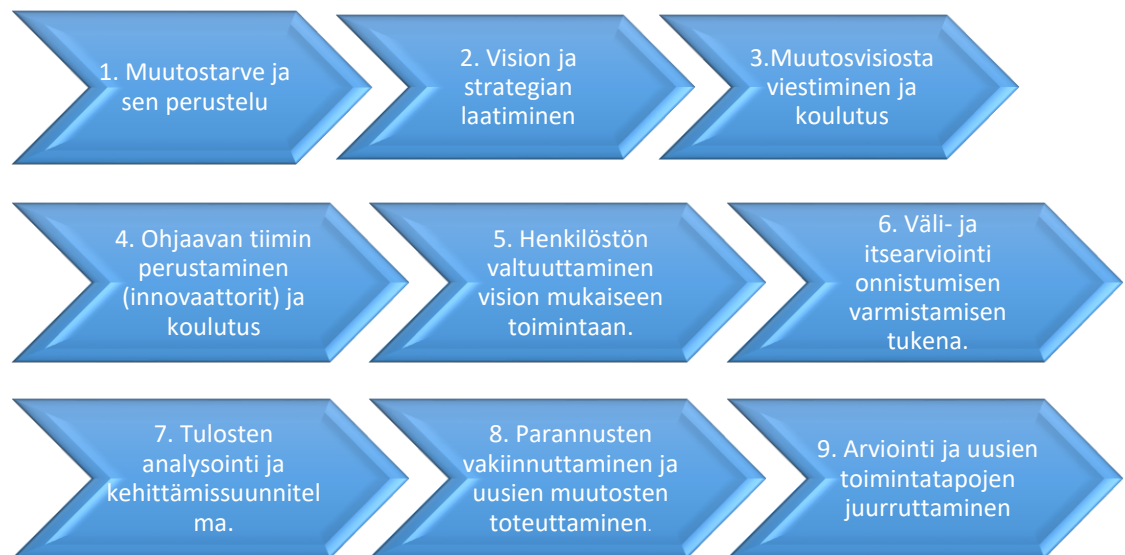 1. Muutostarve ja
sen perustelu
2. Vision ja
strategian
laatiminen
3.Muutosvisiosta
viestiminen ja
koulutus
4. Ohjaavan tiimin
perustaminen
(innovaattorit) ja
koulutus
5. Henkilöstön
valtuuttaminen
vision mukaiseen
toimintaan.
6. Väli- ja
itsearviointi
onnistumisen
varmistamisen
tukena.
7. Tulosten
analysointi ja
kehittämissuunnitel
ma.
8. Parannusten
vakiinnuttaminen ja
uusien muutosten
toteuttaminen.
9. Arviointi ja uusien
toimintatapojen
juurruttaminen